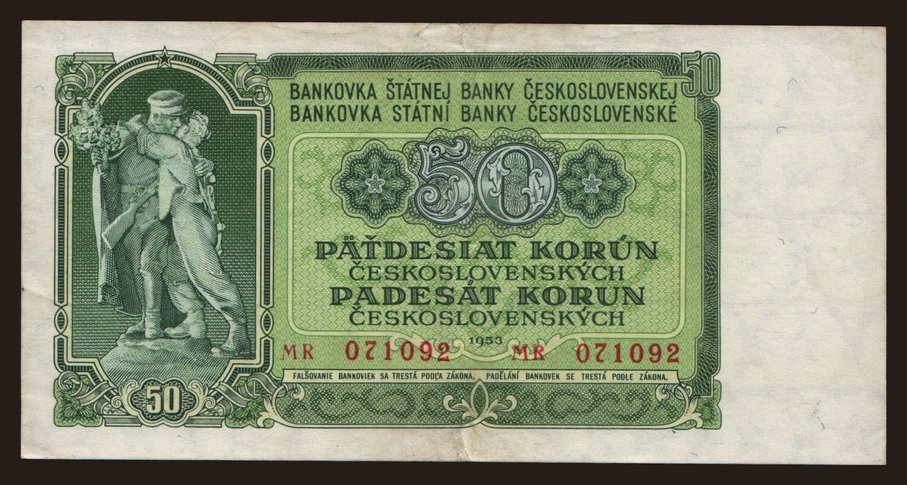 50
BANKOVKA ŠTÁTNEJ BANKY ČESKOSLOVENSKEJ
BANKOVKA STÁTNÍ BANKY ČESKOSLOVENSKÉ
50
PÄŤDESIAT KORÚN
ČESKOSLOVENSKÝCH
PADESÁT KORUN
ČESKOSLOVENSKÝCH
1953
MR 071092 MR 071092
FALŠOVANIE BANKOVIEK SA TRESTÁ PODĽA ZÁKONA. PADĚLÁNÍ BANKOVEK SE TRESTÁ PODLE ZÁKONA.
50
50